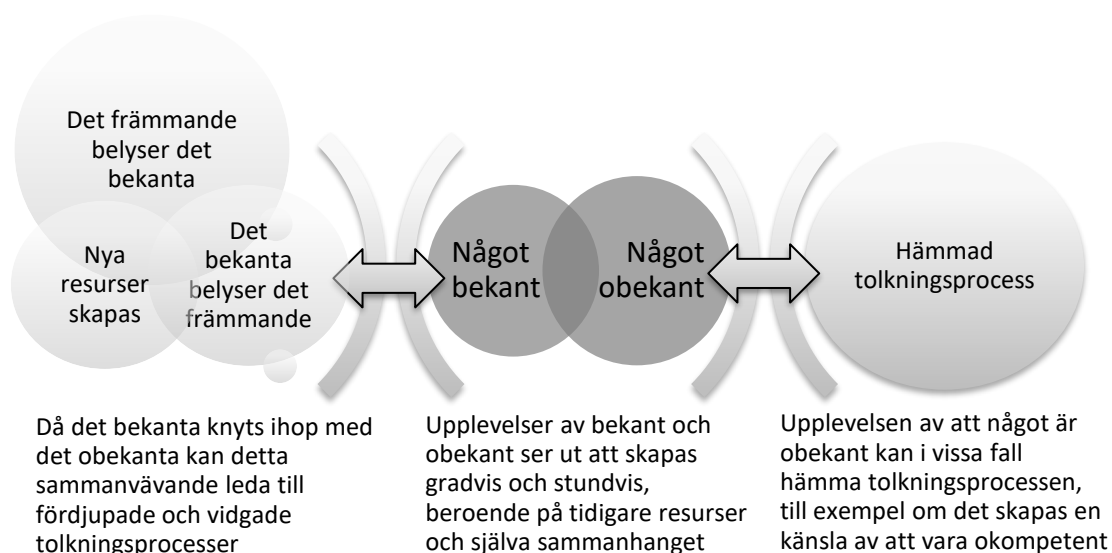 Det främmande
belyser det
bekanta
Nya
resurser
skapas
Det
bekanta
belyser det
främmande
Något
bekant
Något
obekant
Hämmad
tolkningsprocess
Då det bekanta knyts ihop med
det obekanta kan detta
sammanvävande leda till
fördjupade och vidgade
tolkningsprocesser
Upplevelser av bekant och
obekant ser ut att skapas
gradvis och stundvis,
beroende på tidigare resurser
och själva sammanhanget
Upplevelsen av att något är
obekant kan i vissa fall
hämma tolkningsprocessen,
till exempel om det skapas en
känsla av att vara okompetent